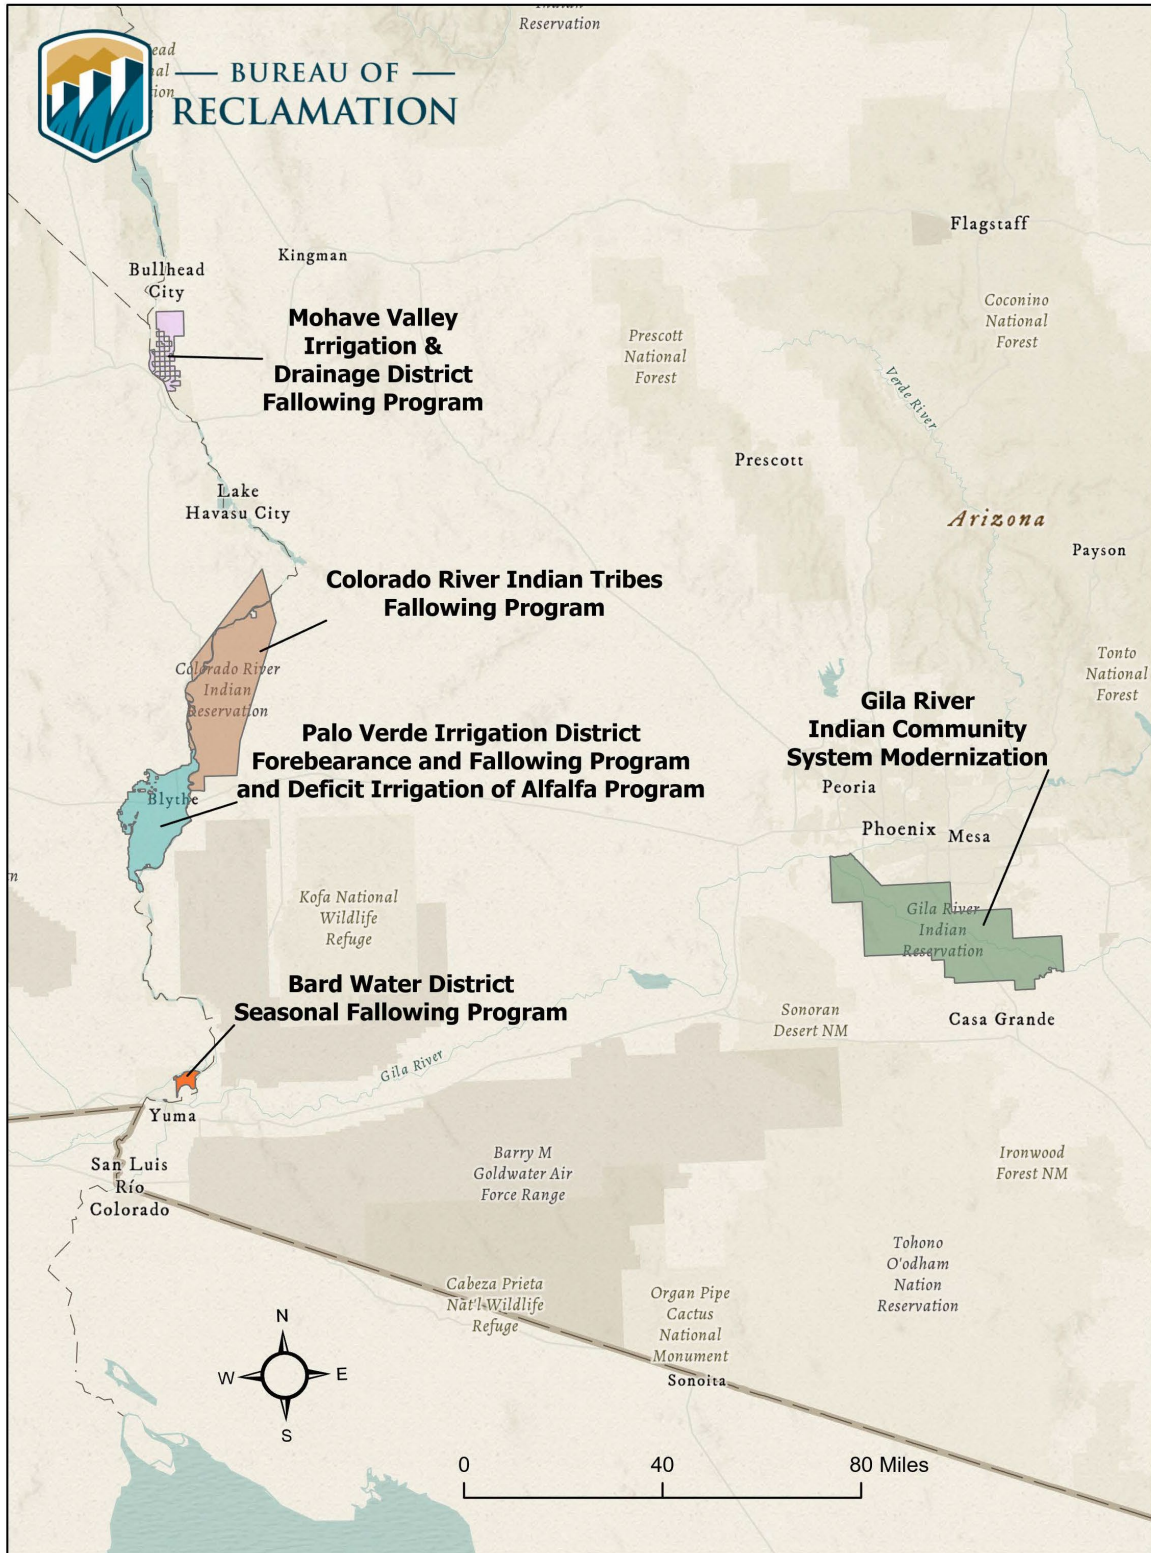 Indian
Reservation
ead
nal
tion
BUREAU OF
RECLAMATION
Flagstaff
Kingman
Bullhead
City
Coconino
National
Forest
Mohave Valley
Irrigation &
Drainage District
Fallowing Program
Prescott
National
Forest
Verde River
Prescott
Lake
Havasu City
Arizona
Payson
Colorado River Indian Tribes
Fallowing Program
Colorado River
Indian
Reservation
Tonto
National
Forest
Gila River
Indian Community
System Modernization
Palo Verde Irrigation District
Forebearance and Fallowing Program
and Deficit Irrigation of Alfalfa Program
Blythe
Peoria
Phoenix
Mesa
n
Kofa National
Wildlife
Refuge
Gila River
Indian
Reservation
Bard Water District
Seasonal Fallowing Program
Sonoran
Desert NM
Casa Grande
Gila River
Yuma
San Luis
Río
Colorado
Barry M
Goldwater Air
Force Range
Ironwood
Forest NM
Tohono
O'odham
Nation
Reservation
Cabeza Prieta
Nat'l Wildlife
Refuge
Organ Pipe
Cactus
National
Monument
Sonoita
N
W E
S
0 40 80 Miles